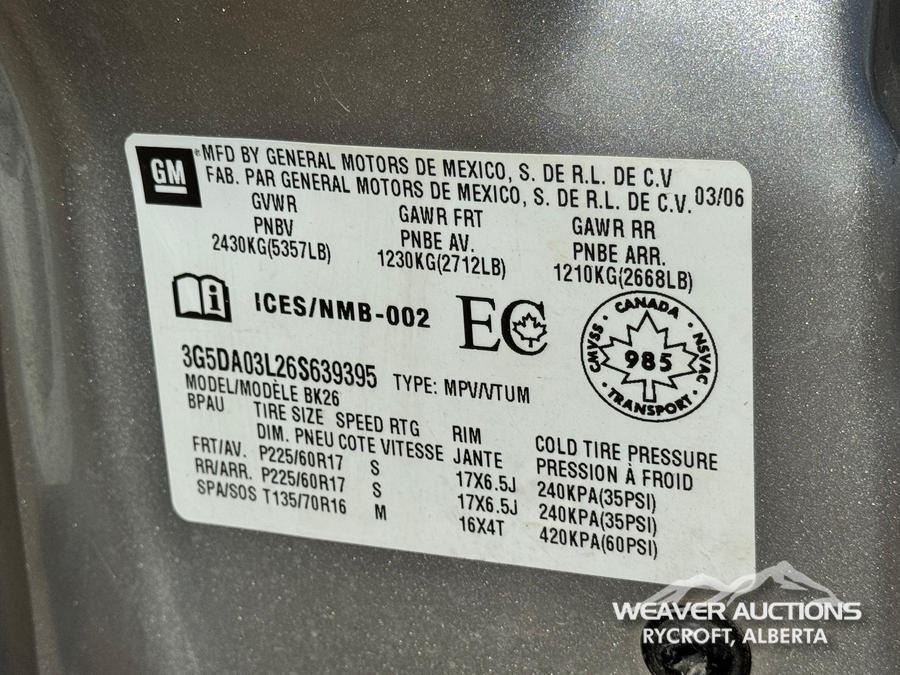 GM
MFD BY GENERAL MOTORS DE MEXICO, S. DE R.L. DE C.V
FAB. PAR GENERAL MOTORS DE MEXICO, S. DE R.L. DE C.V. 03/06
GVWR GAWR FRT GAWR RR
PNBV PNBE AV. PNBE ARR.
2430KG(5357LB) 1230KG(2712LB) 1210KG(2668LB)
i ICES/NMB-002 EC
CANADA
CMVSS 985 NSVAC
TRANSPORT
3G5DA03L26S639395 TYPE: MPV/VTUM
MODEL/MODÈLE BK26
BPAU TIRE SIZE SPEED RTG RIM COLD TIRE PRESSURE
DIM. PNEU COTE VITESSE JANTE PRESSION À FROID
FRT/AV. P225/60R17 S 17X6.5J 240KPA(35PSI)
RR/ARR. P225/60R17 S 17X6.5J 240KPA(35PSI)
SPA/SOS T135/70R16 M 16X4T 420KPA(60PSI)
WEAVER AUCTIONS
RYCROFT, ALBERTA